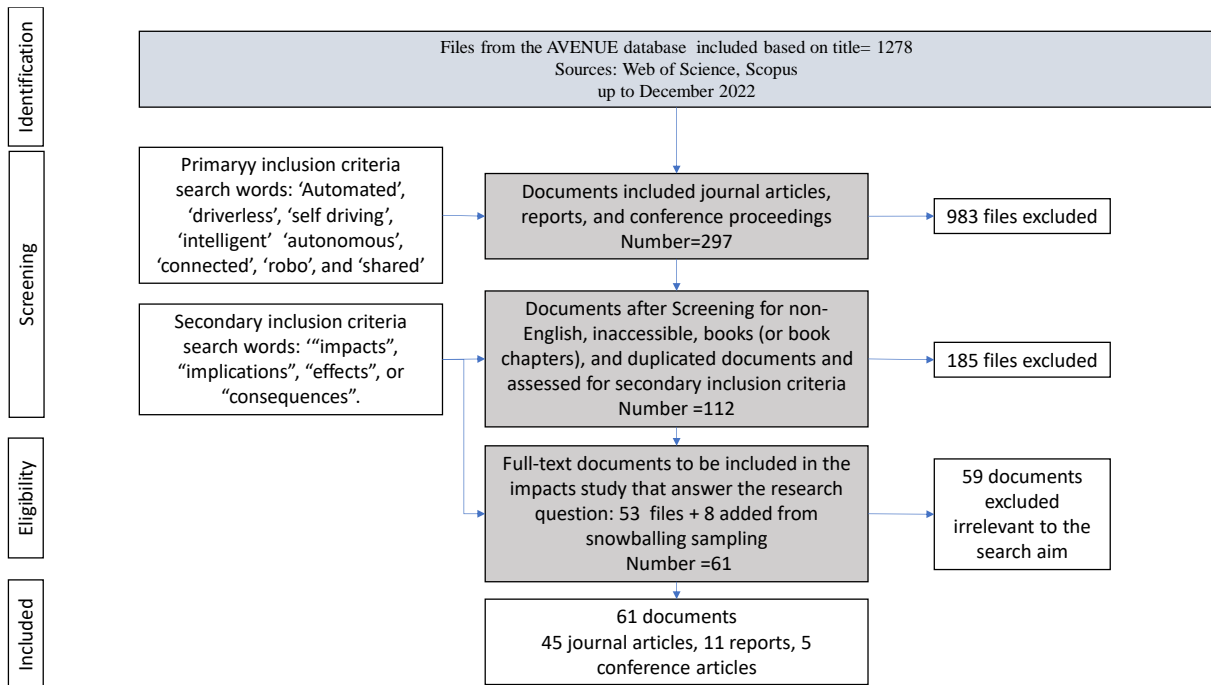 Identification
Files from the AVENUE database included based on title= 1278
Sources: Web of Science, Scopus
up to December 2022
Screening
Primaryy inclusion criteria
search words: ‘Automated’,
‘driverless’, ‘self driving’,
‘intelligent’ ‘autonomous’,
‘connected’, ‘robo’, and ‘shared’
Documents included journal articles,
reports, and conference proceedings
Number=297
983 files excluded
Secondary inclusion criteria
search words: ‘“impacts”,
“implications”, “effects”, or
“consequences”.
Documents after Screening for non-
English, inaccessible, books (or book
chapters), and duplicated documents and
assessed for secondary inclusion criteria
Number =112
185 files excluded
Eligibility
Full-text documents to be included in the
impacts study that answer the research
question: 53 files + 8 added from
snowballing sampling
Number =61
59 documents
excluded
irrelevant to the
search aim
Included
61 documents
45 journal articles, 11 reports, 5
conference articles